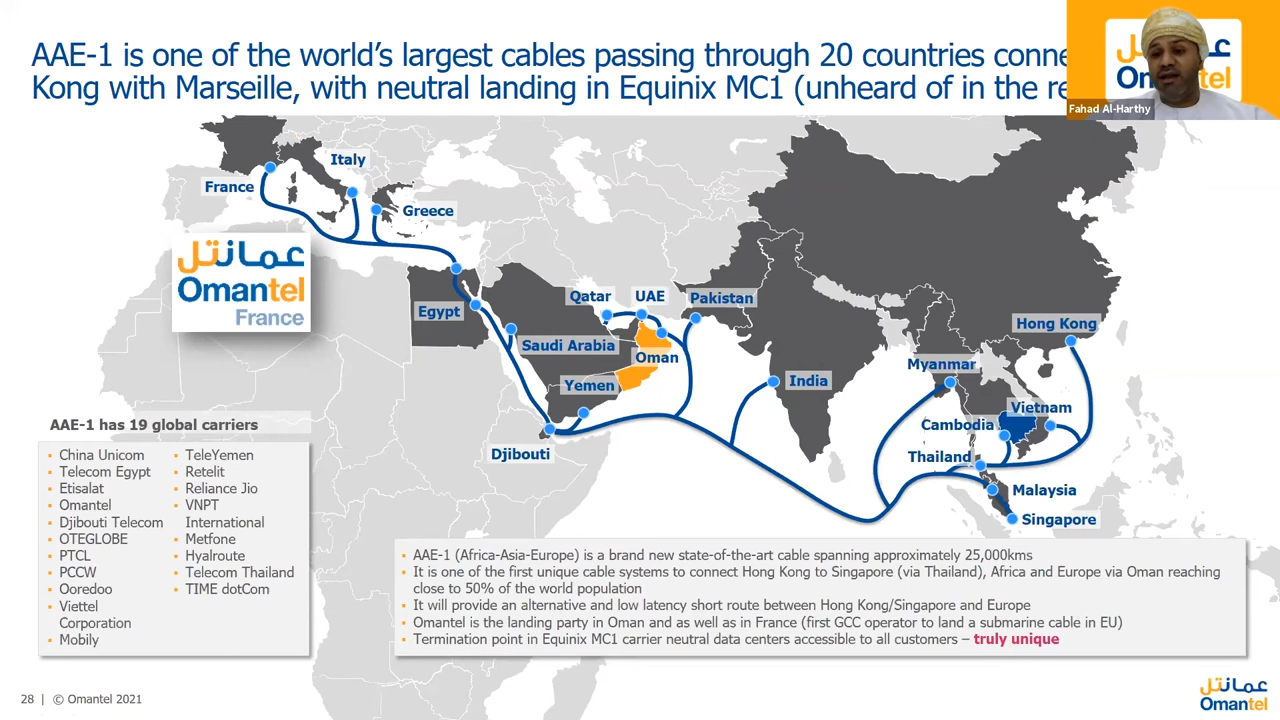 AAE-1 is one of the world's largest cables passing through 20 countries conne
Kong with Marseille, with neutral landing in Equinix MC1 (unheard of in the re
عمانتل
Omantel
Fahad Al-Harthy
Italy
France
Greece
عمانتل
Omantel
France
Egypt
Qatar
UAE
Pakistan
Saudi Arabia
Oman
Yemen
India
Hong Kong
Myanmar
Vietnam
Cambodia
Thailand
Djibouti
Malaysia
Singapore
AAE-1 has 19 global carriers
▪ China Unicom
▪ Telecom Egypt
▪ Etisalat
▪ Omantel
▪ Djibouti Telecom
▪ OTEGLOBE
▪ PTCL
▪ PCCW
▪ Ooredoo
▪ Viettel
Corporation
▪ Mobily
▪ TeleYemen
▪ Retelit
▪ Reliance Jio
▪ VNPT
International
▪ Metfone
▪ Hyalroute
▪ Telecom Thailand
▪ TIME dotCom
▪ AAE-1 (Africa-Asia-Europe) is a brand new state-of-the-art cable spanning approximately 25,000kms
▪ It is one of the first unique cable systems to connect Hong Kong to Singapore (via Thailand), Africa and Europe via Oman reaching
close to 50% of the world population
▪ It will provide an alternative and low latency short route between Hong Kong/Singapore and Europe
▪ Omantel is the landing party in Oman and as well as in France (first GCC operator to land a submarine cable in EU)
▪ Termination point in Equinix MC1 carrier neutral data centers accessible to all customers – truly unique
28 | © Omantel 2021
عمانتل
Omantel